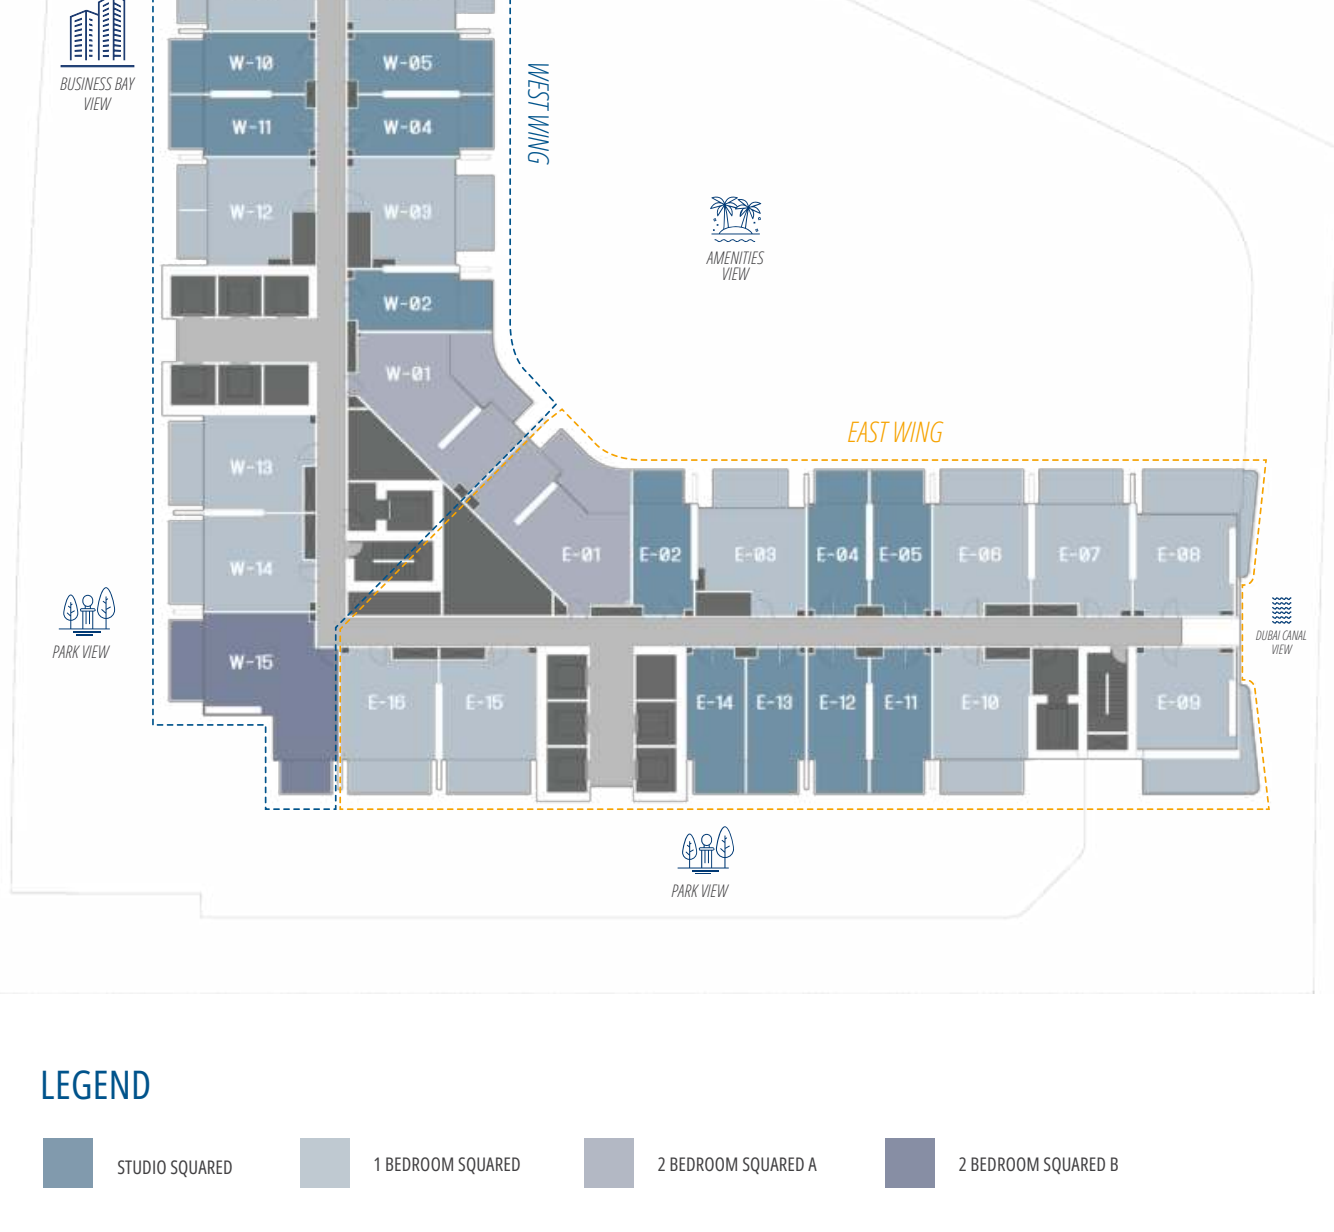 W-10
W-05
BUSINESS BAY
VIEW
WEST WING
W-11
W-04
W-12
W-03
AMENITIES
VIEW
W-02
W-01
EAST WING
W-13
E-01
E-02
E-03
E-04
E-05
E-06
E-07
E-08
W-14
PARK VIEW
DUBAI CANAL
VIEW
W-15
E-16
E-15
E-14
E-13
E-12
E-11
E-10
E-09
PARK VIEW
LEGEND
STUDIO SQUARED
1 BEDROOM SQUARED
2 BEDROOM SQUARED A
2 BEDROOM SQUARED B